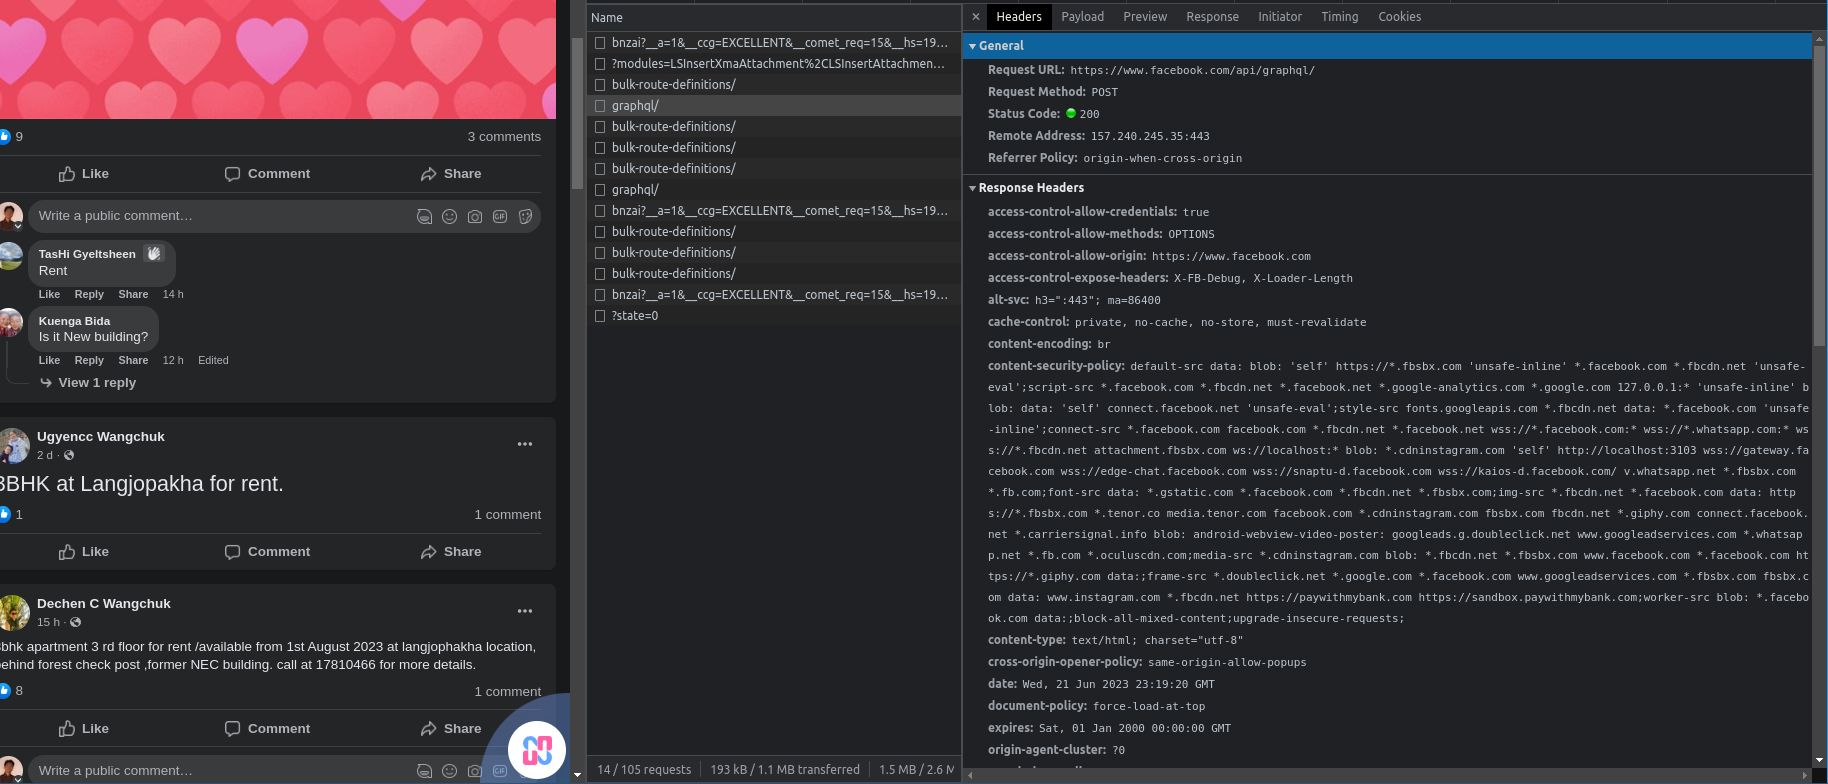 9
3 comments
Like Comment Share
Write a public comment…
GIF
TasHi Gyeltsheen
Rent
Like Reply Share 14 h
Kuenga Bida
Is it New building?
Like Reply Share 12 h Edited
View 1 reply
Ugyencc Wangchuk
2 d ·
3BHK at Langjopakha for rent.
1
1 comment
Like Comment Share
Dechen C Wangchuk
15 h ·
bhk apartment 3 rd floor for rent /available from 1st August 2023 at langjophakha location,
behind forest check post ,former NEC building. call at 17810466 for more details.
8
1 comment
Like Comment Share
Write a public comment…
GIF
Name
bnzai?__a=1&__ccg=EXCELLENT&__comet_req=15&__hs=19…
?modules=LSInsertXmaAttachment%2CLSInsertAttachmen…
bulk-route-definitions/
graphql/
bulk-route-definitions/
bulk-route-definitions/
bulk-route-definitions/
graphql/
bnzai?__a=1&__ccg=EXCELLENT&__comet_req=15&__hs=19…
bulk-route-definitions/
bulk-route-definitions/
bulk-route-definitions/
bnzai?__a=1&__ccg=EXCELLENT&__comet_req=15&__hs=19…
?state=0
14 / 105 requests 193 kB / 1.1 MB transferred 1.5 MB / 2.6 M
× Headers Payload Preview Response Initiator Timing Cookies
General
Request URL: https://www.facebook.com/api/graphql/
Request Method: POST
Status Code: 200
Remote Address: 157.240.245.35:443
Referrer Policy: origin-when-cross-origin
Response Headers
access-control-allow-credentials: true
access-control-allow-methods: OPTIONS
access-control-allow-origin: https://www.facebook.com
access-control-expose-headers: X-FB-Debug, X-Loader-Length
alt-svc: h3=":443"; ma=86400
cache-control: private, no-cache, no-store, must-revalidate
content-encoding: br
content-security-policy: default-src data: blob: 'self' https://*.fbsbx.com 'unsafe-inline' *.facebook.com *.fbcdn.net 'unsafe-
eval';script-src *.facebook.com *.fbcdn.net *.facebook.net *.google-analytics.com *.google.com 127.0.0.1:* 'unsafe-inline' b
lob: data: 'self' connect.facebook.net 'unsafe-eval';style-src fonts.googleapis.com *.fbcdn.net data: *.facebook.com 'unsafe
-inline';connect-src *.facebook.com facebook.com *.fbcdn.net *.facebook.net wss://*.facebook.com:* wss://*.whatsapp.com:* ws
s://*.fbcdn.net attachment.fbsbx.com ws://localhost:* blob: *.cdninstagram.com 'self' http://localhost:3103 wss://gateway.fa
cebook.com wss://edge-chat.facebook.com wss://snaptu-d.facebook.com wss://kaios-d.facebook.com/ v.whatsapp.net *.fbsbx.com
*.fb.com;font-src data: *.gstatic.com *.facebook.com *.fbcdn.net *.fbsbx.com;img-src *.fbcdn.net *.facebook.com data: http
s://*.fbsbx.com *.tenor.co media.tenor.com facebook.com *.cdninstagram.com fbsbx.com fbcdn.net *.giphy.com connect.facebook.
net *.carriersignal.info blob: android-webview-video-poster: googleads.g.doubleclick.net www.googleadservices.com *.whatsap
p.net *.fb.com *.oculuscdn.com;media-src *.cdninstagram.com blob: *.fbcdn.net *.fbsbx.com www.facebook.com *.facebook.com ht
tps://*.giphy.com data:;frame-src *.doubleclick.net *.google.com *.facebook.com www.googleadservices.com *.fbsbx.com fbsbx.c
om data: www.instagram.com *.fbcdn.net https://paywithmybank.com https://sandbox.paywithmybank.com;worker-src blob: *.facebo
ok.com data:;block-all-mixed-content;upgrade-insecure-requests;
content-type: text/html; charset="utf-8"
cross-origin-opener-policy: same-origin-allow-popups
date: Wed, 21 Jun 2023 23:19:20 GMT
document-policy: force-load-at-top
expires: Sat, 01 Jan 2000 00:00:00 GMT
origin-agent-cluster: ?0